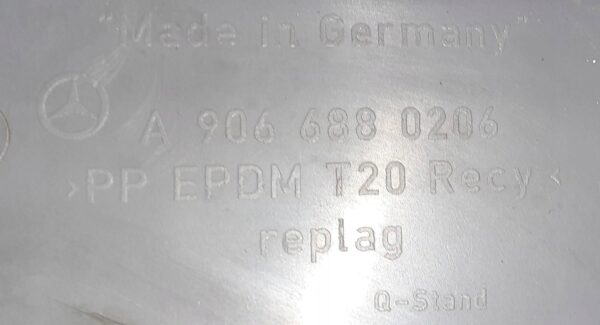 "Made in Germany"
A 906 688 0206
>PP EPDM T20 Recy<
replag
Q-Stand